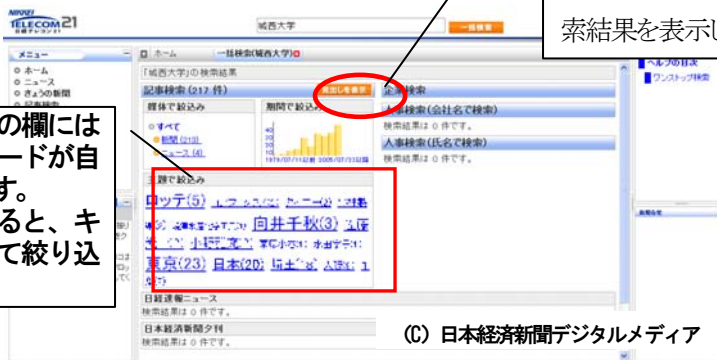 NIKKEI
TELECOM21
日経テレコン21
城西大学
一括検索
索結果を表示し
メニュー
ホーム
ニュース
きょうの新聞
記事検索
ホーム 一括検索(城西大学)
「城西大学」の検索結果
記事検索 (217 件)
見出しを表示
企業検索
媒体で絞込み
期間で絞込み
すべて
新聞 (213)
ニュース (4)
人事検索(会社名で検索)
検索結果は 0 件です。
人事検索(氏名で検索)
検索結果は 0 件です。
ヘルプの目次
ワンストップ検索
の欄には
ードが自
す。
ると、キ
て絞り込
主題で絞込み
ロッテ(5)
向井千秋(3)
東京(23) 日本(20) 埼玉(18)
日経速報ニュース
検索結果は 0 件です。
日本経済新聞夕刊
検索結果は 0 件です。
(C) 日本経済新聞デジタルメディア